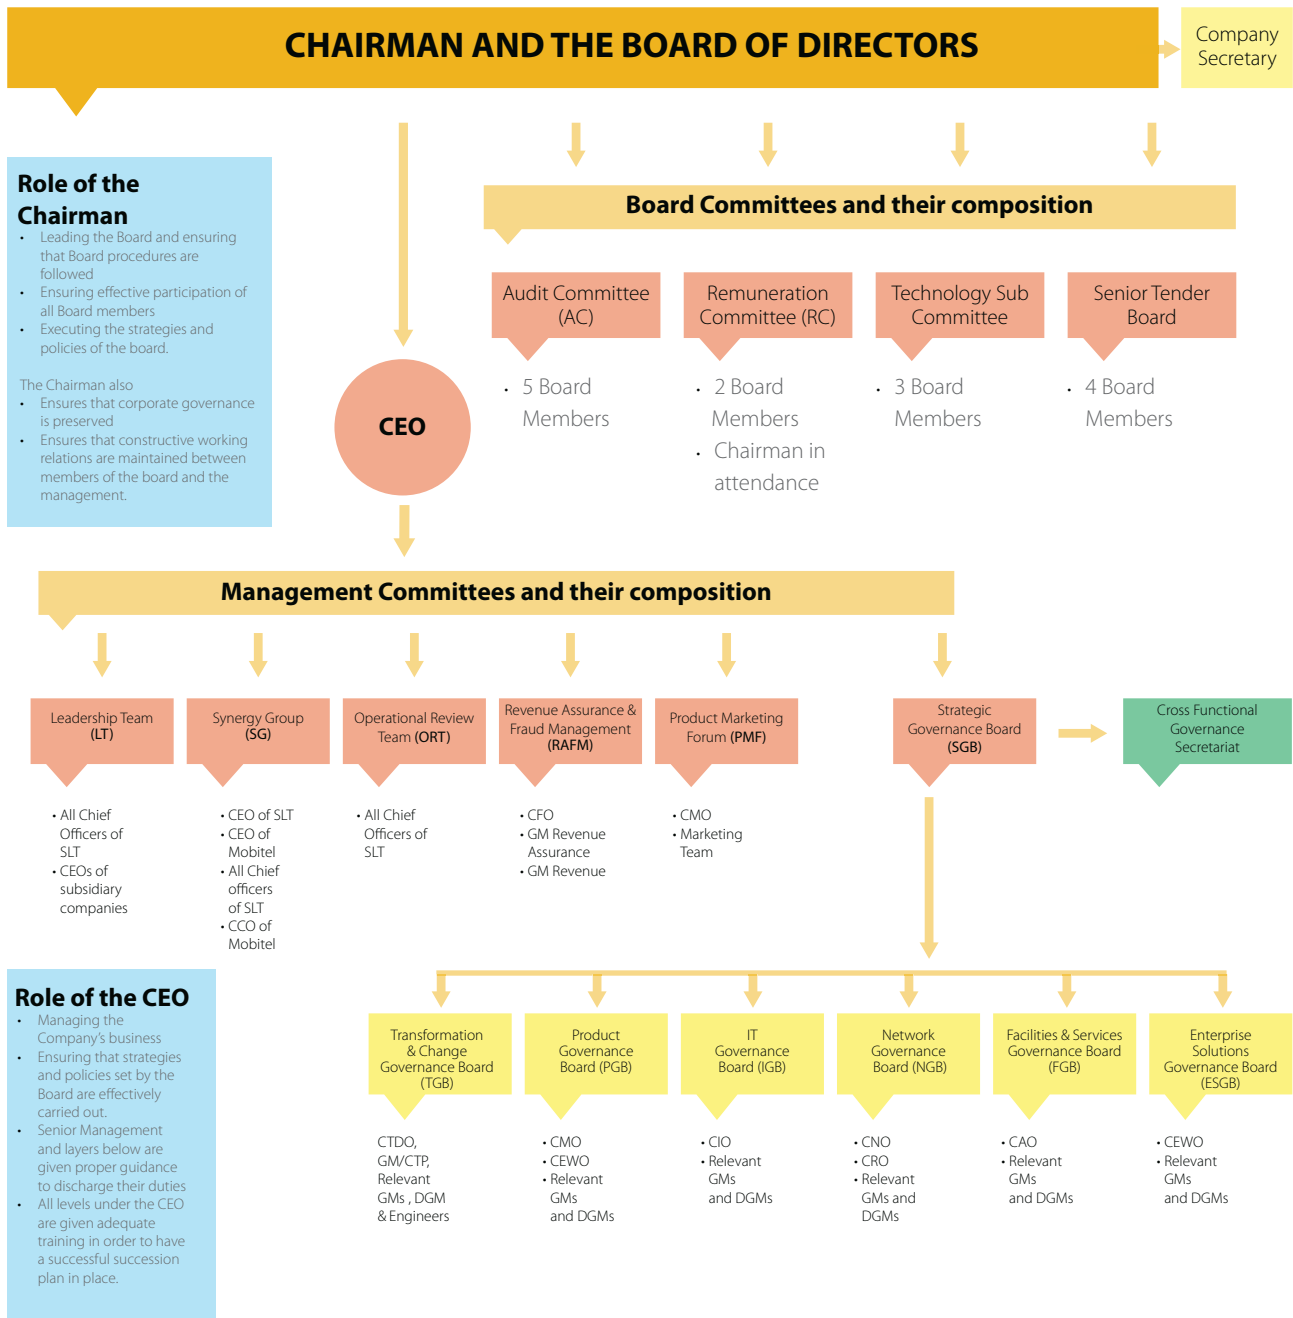 CHAIRMAN AND THE BOARD OF DIRECTORS
Company
Secretary
Role of the
Chairman
• Leading the Board and ensuring
that Board procedures are
followed
• Ensuring effective participation of
all Board members
• Executing the strategies and
policies of the board.
The Chairman also
• Ensures that corporate governance
is preserved
• Ensures that constructive working
relations are maintained between
members of the board and the
management.
CEO
Board Committees and their composition
Audit Committee
(AC)
• 5 Board
Members
Remuneration
Committee (RC)
• 2 Board
Members
• Chairman in
attendance
Technology Sub
Committee
• 3 Board
Members
Senior Tender
Board
• 4 Board
Members
Management Committees and their composition
Leadership Team
(LT)
• All Chief
Officers of
SLT
• CEOs of
subsidiary
companies
Synergy Group
(SG)
• CEO of SLT
• CEO of
Mobitel
• All Chief
officers
of SLT
• CCO of
Mobitel
Operational Review
Team (ORT)
• All Chief
Officers of
SLT
Revenue Assurance &
Fraud Management
(RAFM)
• CFO
• GM Revenue
Assurance
• GM Revenue
Product Marketing
Forum (PMF)
• CMO
• Marketing
Team
Strategic
Governance Board
(SGB)
Cross Functional
Governance
Secretariat
Role of the CEO
• Managing the
Company's business
• Ensuring that strategies
and policies set by the
Board are effectively
carried out.
• Senior Management
and layers below are
given proper guidance
to discharge their duties
• All levels under the CEO
are given adequate
training in order to have
a successful succession
plan in place.
Transformation
& Change
Governance Board
(TGB)
CTDO,
GM/CTP,
Relevant
GMs , DGM
& Engineers
Product
Governance
Board (PGB)
• CMO
• CEWO
• Relevant
GMs
and DGMs
IT
Governance
Board (IGB)
• CIO
• Relevant
GMs
and DGMs
Network
Governance
Board (NGB)
• CNO
• CRO
• Relevant
GMs and
DGMs
Facilities & Services
Governance Board
(FGB)
• CAO
• Relevant
GMs
and DGMs
Enterprise
Solutions
Governance Board
(ESGB)
• CEWO
• Relevant
GMs
and DGMs